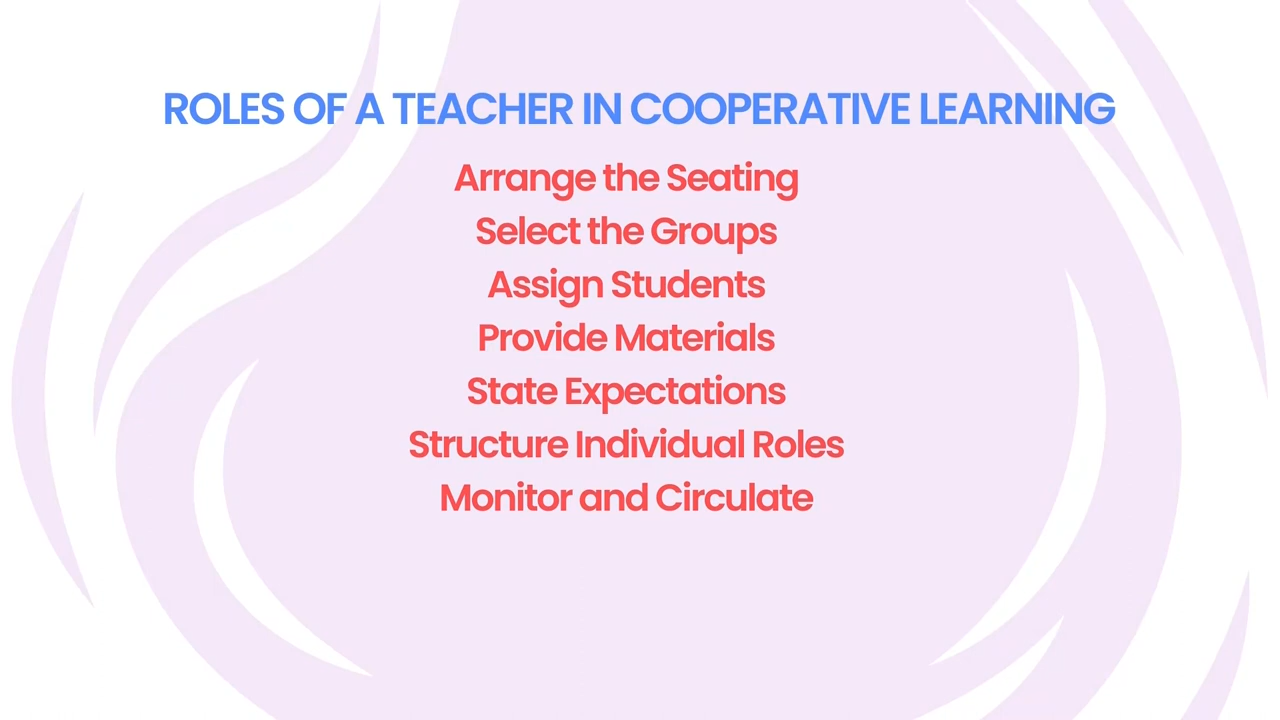 ROLES OF A TEACHER IN COOPERATIVE LEARNING
Arrange the Seating
Select the Groups
Assign Students
Provide Materials
State Expectations
Structure Individual Roles
Monitor and Circulate